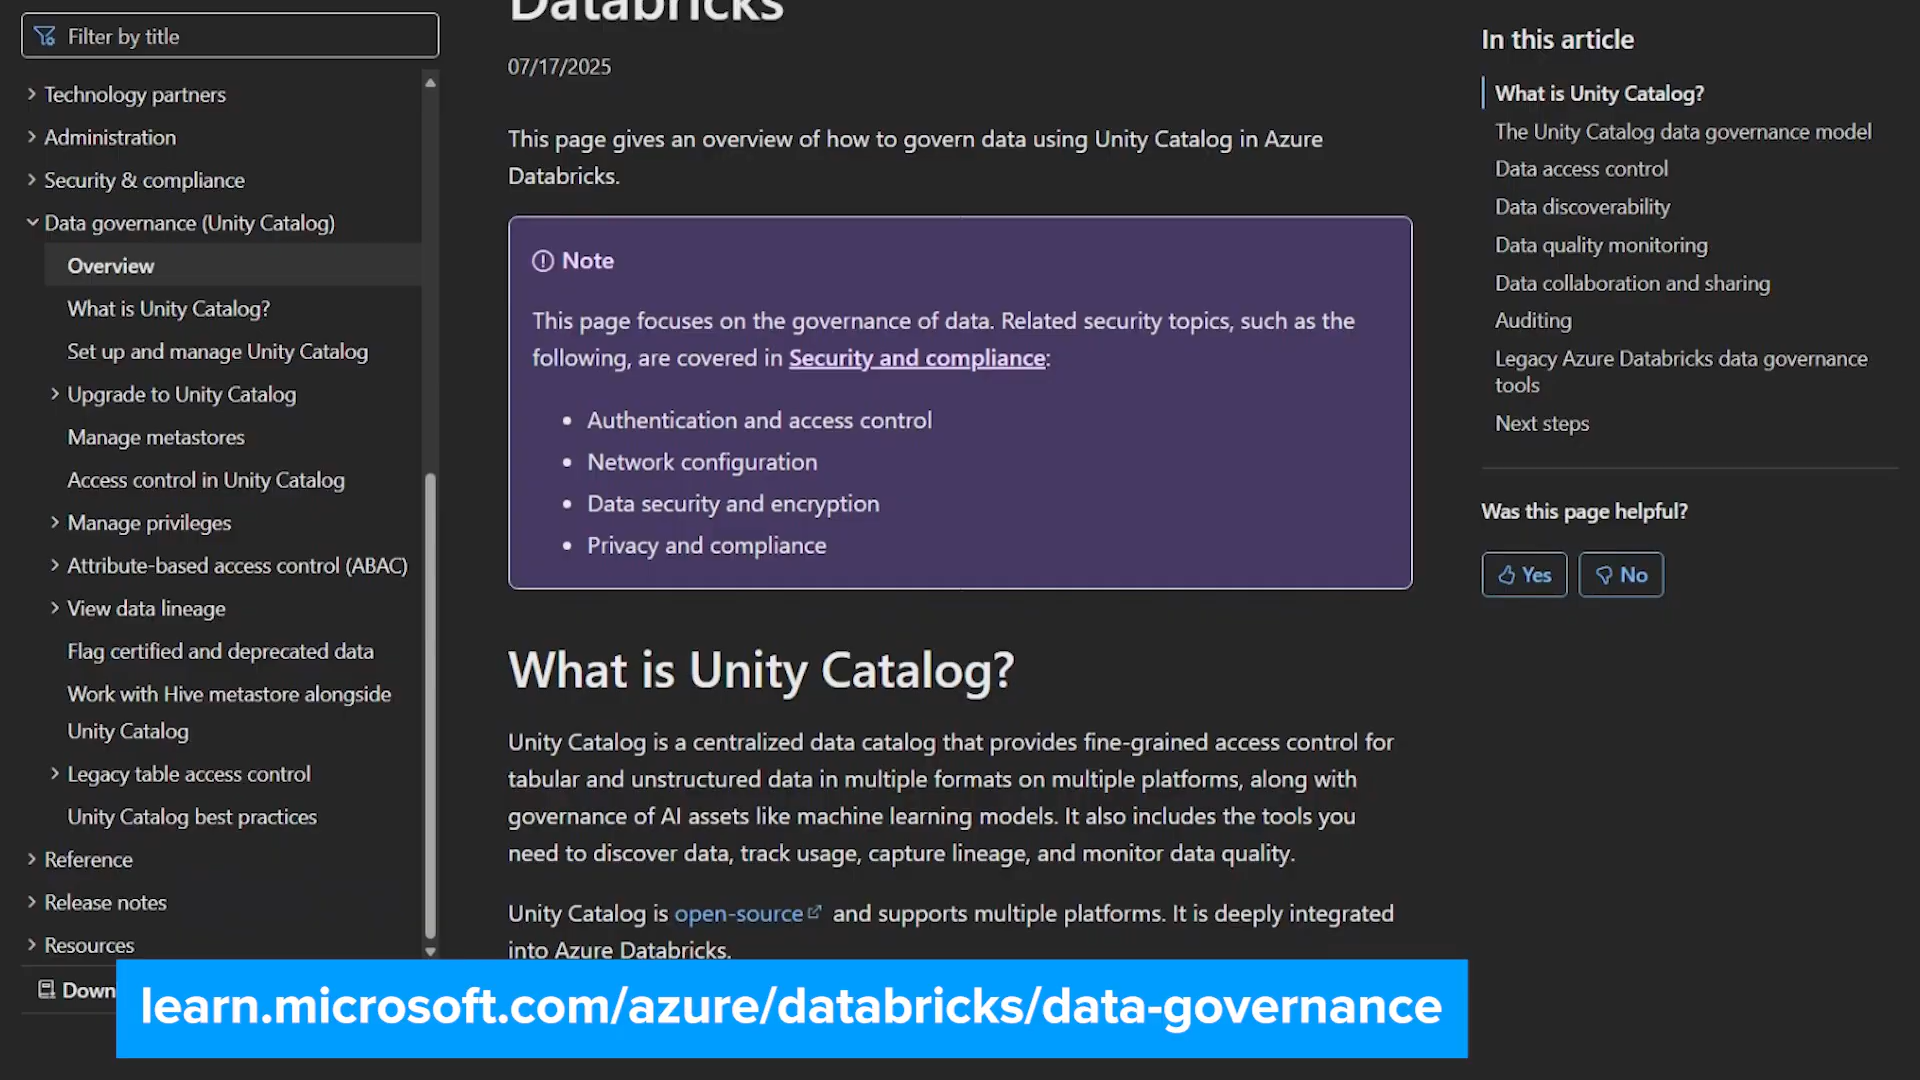 Filter by title
Technology partners
Administration
Security & compliance
Data governance (Unity Catalog)
Overview
What is Unity Catalog?
Set up and manage Unity Catalog
Upgrade to Unity Catalog
Manage metastores
Access control in Unity Catalog
Manage privileges
Attribute-based access control (ABAC)
View data lineage
Flag certified and deprecated data
Work with Hive metastore alongside
Unity Catalog
Legacy table access control
Unity Catalog best practices
Reference
Release notes
Resources
Down
Databricks
07/17/2025
This page gives an overview of how to govern data using Unity Catalog in Azure
Databricks.
Note
This page focuses on the governance of data. Related security topics, such as the
following, are covered in Security and compliance:
• Authentication and access control
• Network configuration
• Data security and encryption
• Privacy and compliance
What is Unity Catalog?
Unity Catalog is a centralized data catalog that provides fine-grained access control for
tabular and unstructured data in multiple formats on multiple platforms, along with
governance of AI assets like machine learning models. It also includes the tools you
need to discover data, track usage, capture lineage, and monitor data quality.
Unity Catalog is open-source and supports multiple platforms. It is deeply integrated
into Azure Databricks.
In this article
What is Unity Catalog?
The Unity Catalog data governance model
Data access control
Data discoverability
Data quality monitoring
Data collaboration and sharing
Auditing
Legacy Azure Databricks data governance
tools
Next steps
Was this page helpful?
Yes
No
learn.microsoft.com/azure/databricks/data-governance